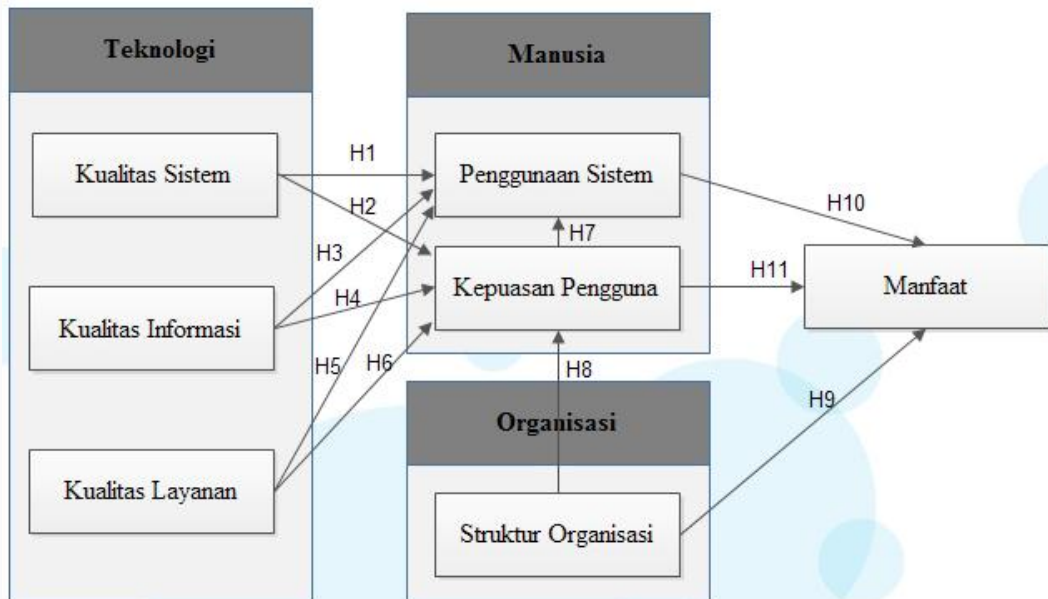 Teknologi
Manusia
Kualitas Sistem
H1
Penggunaan Sistem
H2
H10
H3
H7
Kualitas Informasi
H4
Kepuasan Pengguna
H11
Manfaat
H5
H6
H8
H9
Organisasi
Kualitas Layanan
Struktur Organisasi